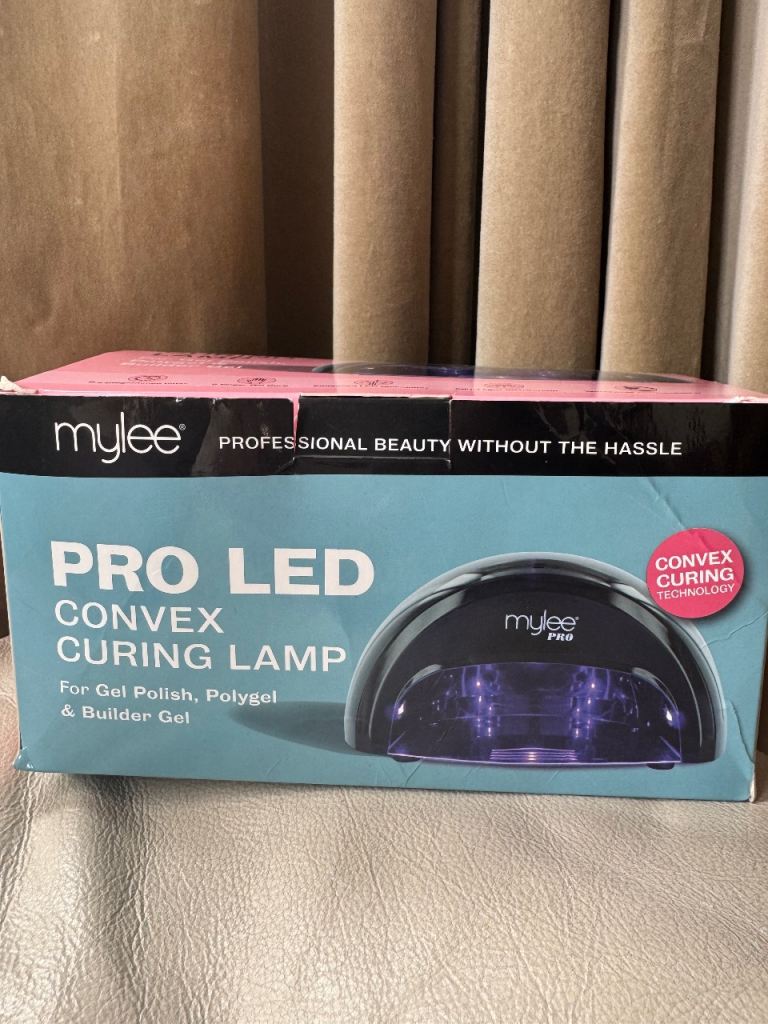 mylee®
PROFESSIONAL BEAUTY WITHOUT THE HASSLE
PRO LED
CONVEX
CURING LAMP
For Gel Polish, Polygel
& Builder Gel
CONVEX
CURING
TECHNOLOGY
mylee®
PRO